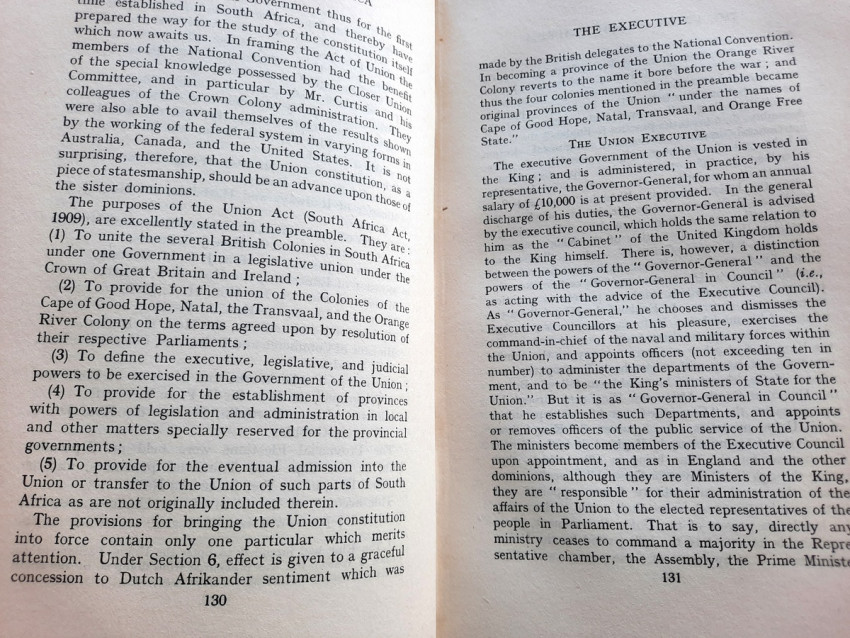 Government thus for the first
time established in South Africa, and thereby have
prepared the way for the study of the constitution itself
which now awaits us. In framing the Act of Union the
members of the National Convention had the benefit
of the special knowledge possessed by the Closer Union
Committee, and in particular by Mr. Curtis and his
colleagues of the Crown Colony administration. They
were also able to avail themselves of the results shown
by the working of the federal system in varying forms in
Australia, Canada, and the United States. It is not
surprising, therefore, that the Union constitution, as a
piece of statesmanship, should be an advance upon those of
the sister dominions.
The purposes of the Union Act (South Africa Act,
1909), are excellently stated in the preamble. They are:
(1) To unite the several British Colonies in South Africa
under one Government in a legislative union under the
Crown of Great Britain and Ireland;
(2) To provide for the union of the Colonies of the
Cape of Good Hope, Natal, the Transvaal, and the Orange
River Colony on the terms agreed upon by resolution of
their respective Parliaments;
(3) To define the executive, legislative, and judicial
powers to be exercised in the Government of the Union;
(4) To provide for the establishment of provinces
with powers of legislation and administration in local
and other matters specially reserved for the provincial
governments;
(5) To provide for the eventual admission into the
Union or transfer to the Union of such parts of South
Africa as are not originally included therein.
The provisions for bringing the Union constitution
into force contain only one particular which merits
attention. Under Section 6, effect is given to a graceful
concession to Dutch Afrikander sentiment which was
130
THE EXECUTIVE
made by the British delegates to the National Convention.
In becoming a province of the Union the Orange River
Colony reverts to the name it bore before the war; and
thus the four colonies mentioned in the preamble became
original provinces of the Union "under the names of
Cape of Good Hope, Natal, Transvaal, and Orange Free
State."
THE UNION EXECUTIVE
The executive Government of the Union is vested in
the King; and is administered, in practice, by his
representative, the Governor-General, for whom an annual
salary of £10,000 is at present provided. In the general
discharge of his duties, the Governor-General is advised
by the executive council, which holds the same relation to
him as the "Cabinet" of the United Kingdom holds
to the King himself. There is, however, a distinction
between the powers of the "Governor-General" and the
powers of the "Governor-General in Council" (i.e.,
as acting with the advice of the Executive Council).
As "Governor-General," he chooses and dismisses the
Executive Councillors at his pleasure, exercises the
command-in-chief of the naval and military forces within
the Union, and appoints officers (not exceeding ten in
number) to administer the departments of the Govern-
ment, and to be "the King's ministers of State for the
Union." But it is as "Governor-General in Council"
that he establishes such Departments, and appoints
or removes officers of the public service of the Union.
The ministers become members of the Executive Council
upon appointment, and as in England and the other
dominions, although they are Ministers of the King,
they are "responsible" for their administration of the
affairs of the Union to the elected representatives of the
people in Parliament. That is to say, directly any
ministry ceases to command a majority in the Repre
sentative chamber, the Assembly, the Prime Ministe
131